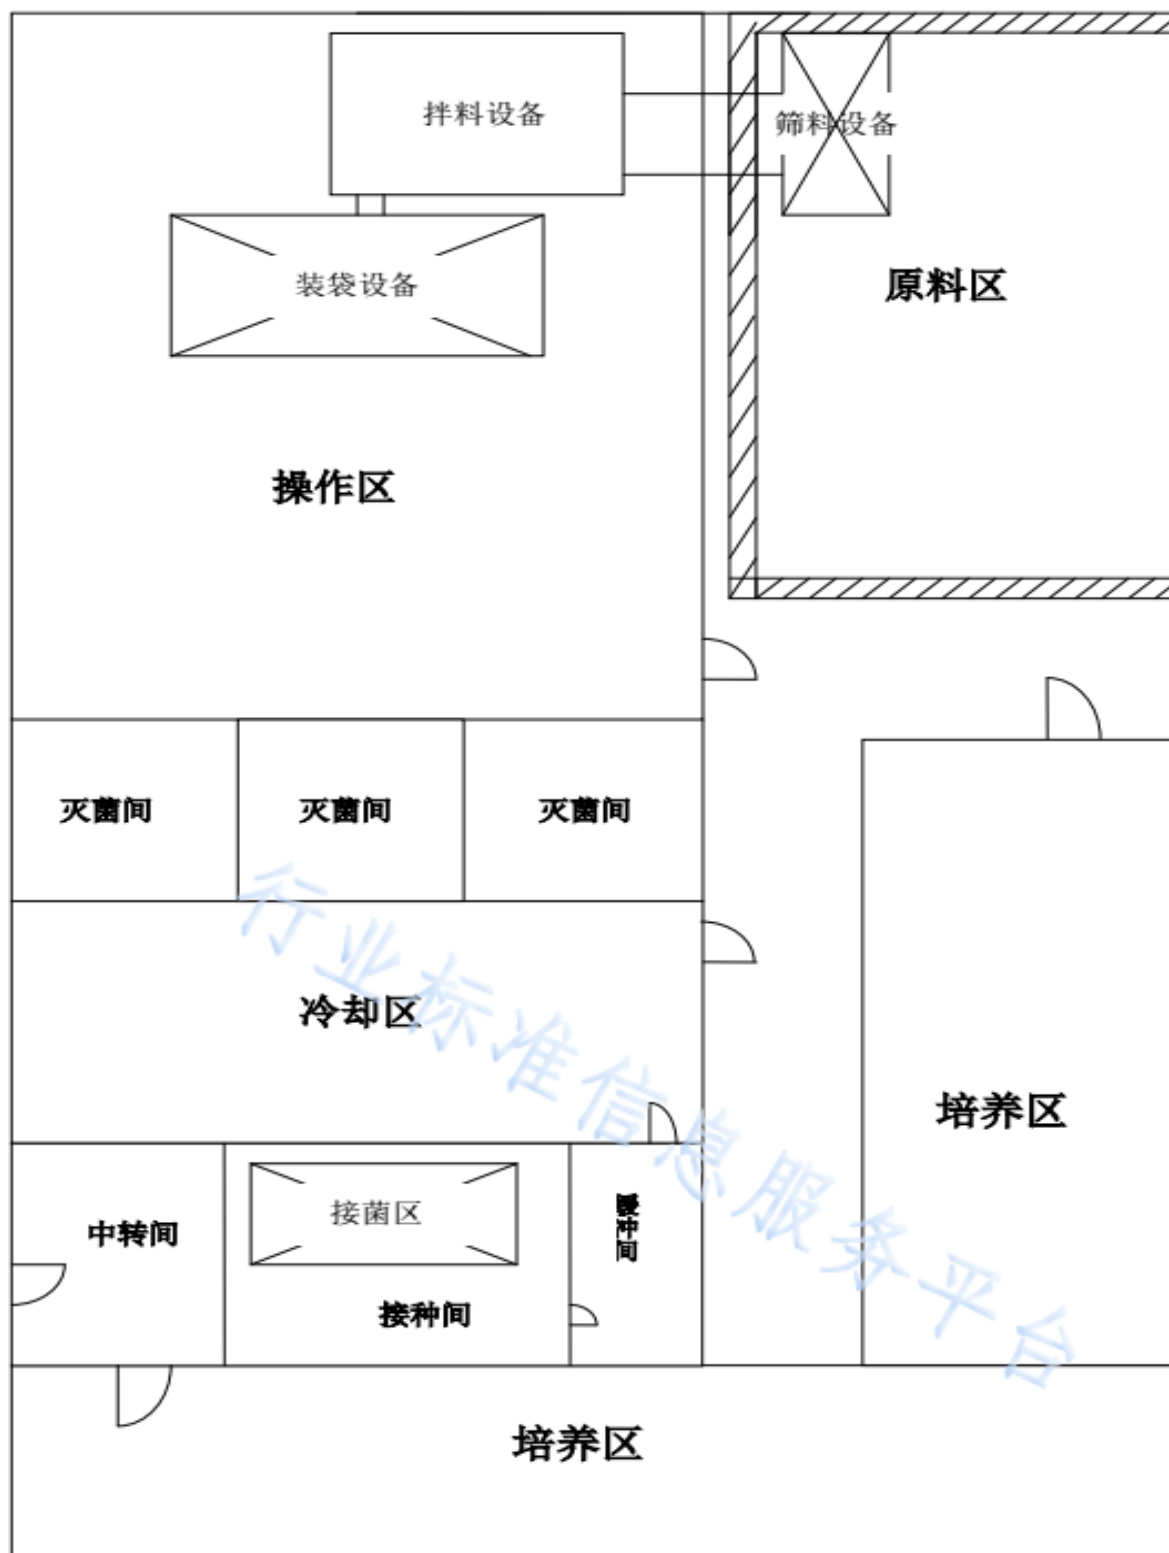 拌料设备
筛料设备
装袋设备
原料区
操作区
灭菌间
灭菌间
灭菌间
冷却区
培养区
中转间
接菌区
缓冲间
接种间
培养区
行业标准信息服务平台